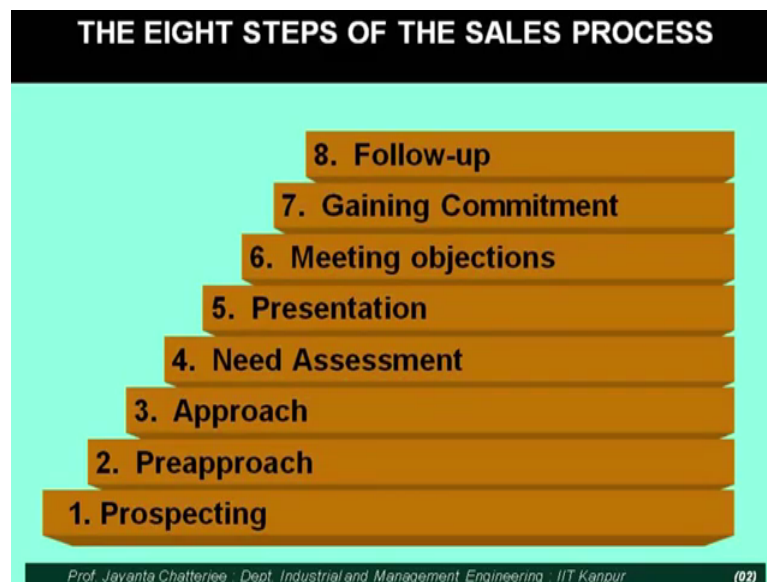 THE EIGHT STEPS OF THE SALES PROCESS
8. Follow-up
7. Gaining Commitment
6. Meeting objections
5. Presentation
4. Need Assessment
3. Approach
2. Preapproach
1. Prospecting
Prof. Jayanta Chatterjee : Dept. Industrial and Management Engineering : IIT Kanpur (02)